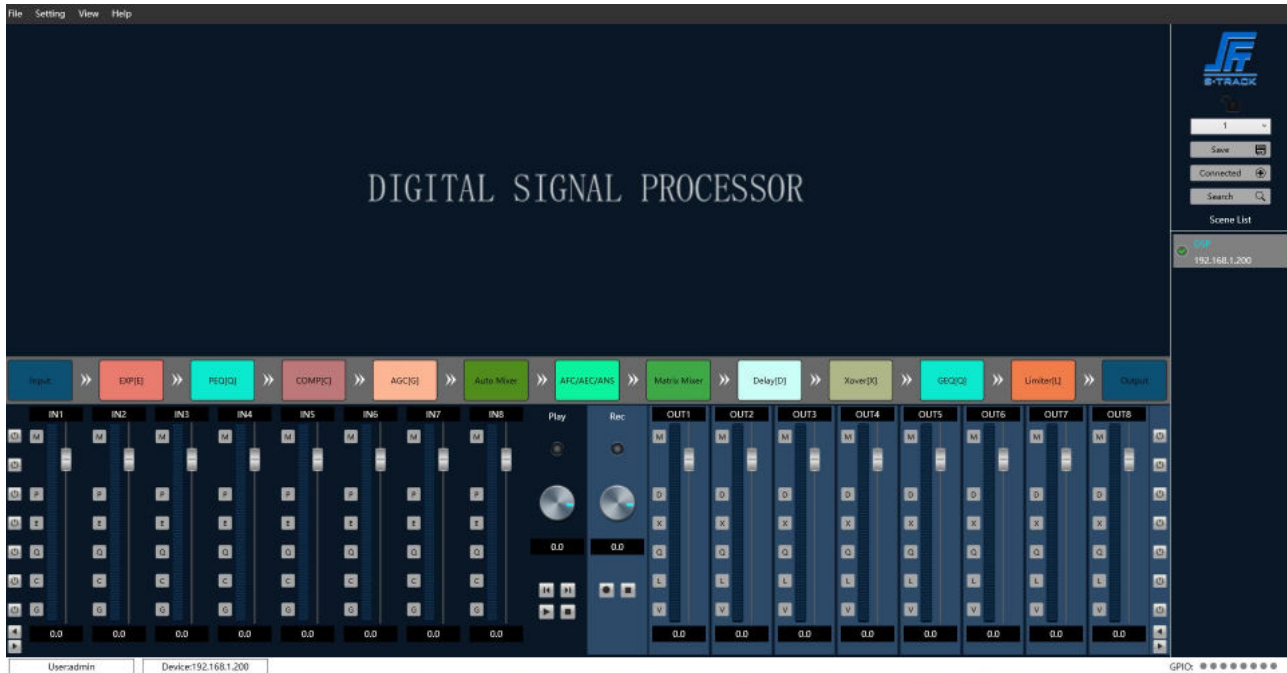 File Setting View Help
DIGITAL SIGNAL PROCESSOR
S-TRACK
1
Save
Connected
Search
Scene List
DSP
192.168.1.200
Input EXP[E] PEQ[Q] COMP[C] AGC[G] Auto Mixer AFC/AEC/ANS Matrix Mixer Delay[D] Xover[X] GEQ[Q] Limiter[L] Output
IN1 IN2 IN3 IN4 IN5 IN6 IN7 IN8 Play Rec OUT1 OUT2 OUT3 OUT4 OUT5 OUT6 OUT7 OUT8
M M M M M M M M M M M M M M M M
P P P P P P P P D D D D D D D D
E E E E E E E E X X X X X X X X
Q Q Q Q Q Q Q Q 0.0 0.0 Q Q Q Q Q Q Q Q
C C C C C C C C L L L L L L L L
G G G G G G G G V V V V V V V V
0.0 0.0 0.0 0.0 0.0 0.0 0.0 0.0 0.0 0.0 0.0 0.0 0.0 0.0 0.0 0.0
User:admin Device:192.168.1.200 GPIO: